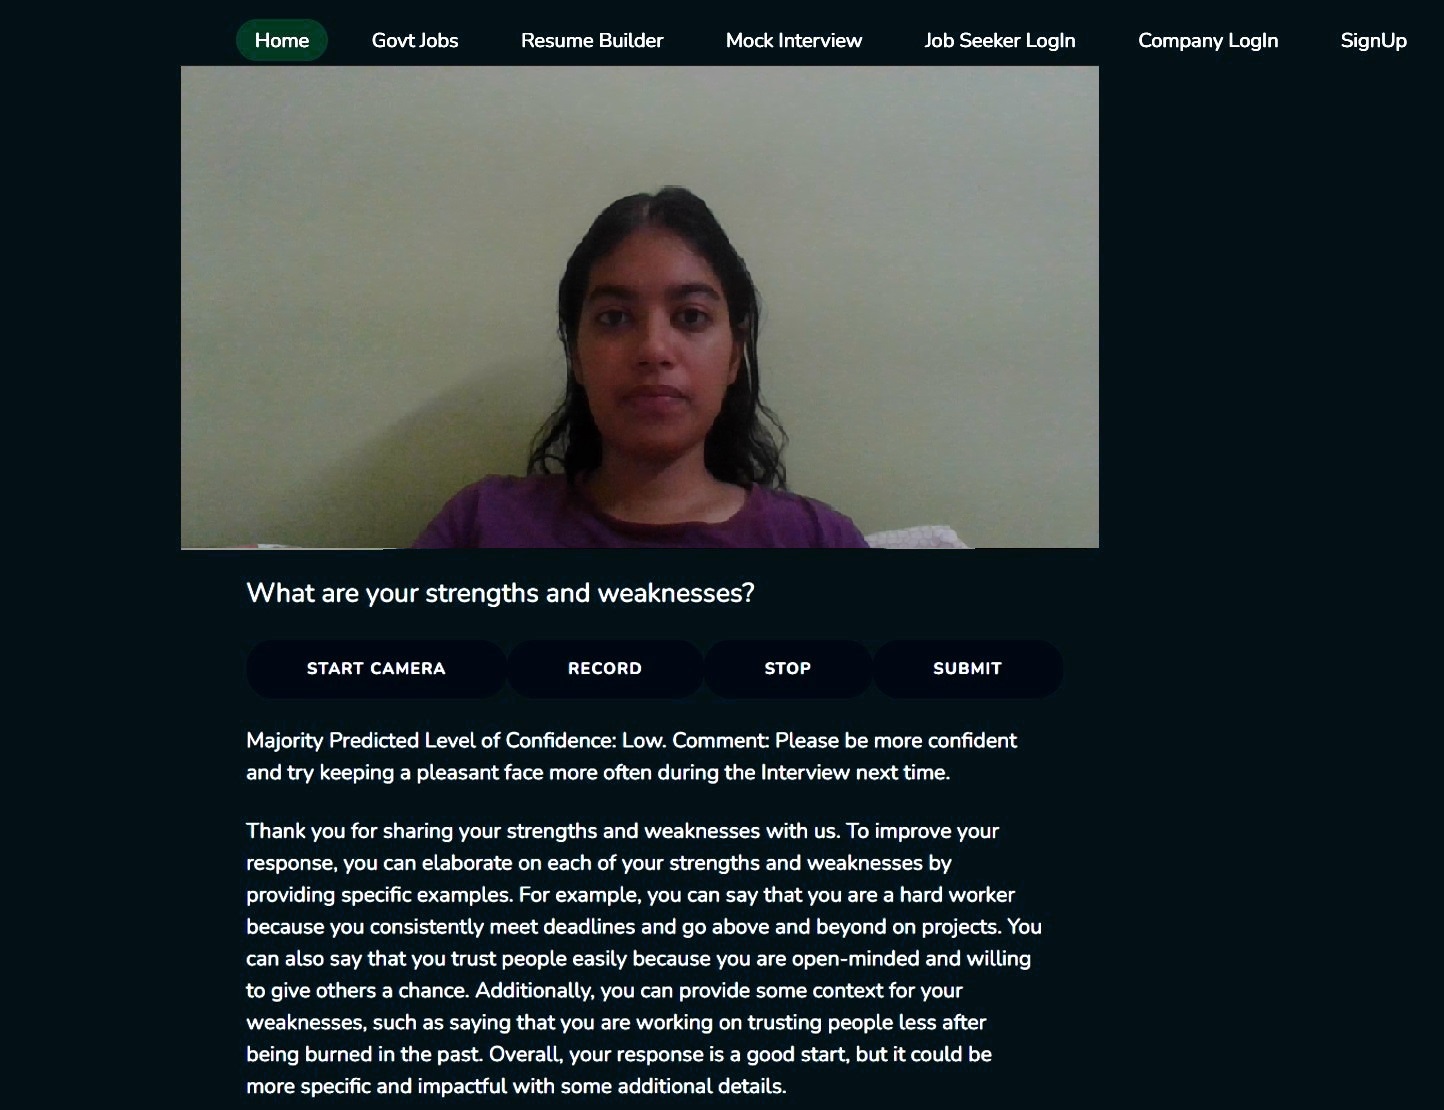 Home Govt Jobs Resume Builder Mock Interview Job Seeker LogIn Company LogIn SignUp
What are your strengths and weaknesses?
START CAMERA RECORD STOP SUBMIT
Majority Predicted Level of Confidence: Low. Comment: Please be more confident
and try keeping a pleasant face more often during the Interview next time.
Thank you for sharing your strengths and weaknesses with us. To improve your
response, you can elaborate on each of your strengths and weaknesses by
providing specific examples. For example, you can say that you are a hard worker
because you consistently meet deadlines and go above and beyond on projects. You
can also say that you trust people easily because you are open-minded and willing
to give others a chance. Additionally, you can provide some context for your
weaknesses, such as saying that you are working on trusting people less after
being burned in the past. Overall, your response is a good start, but it could be
more specific and impactful with some additional details.